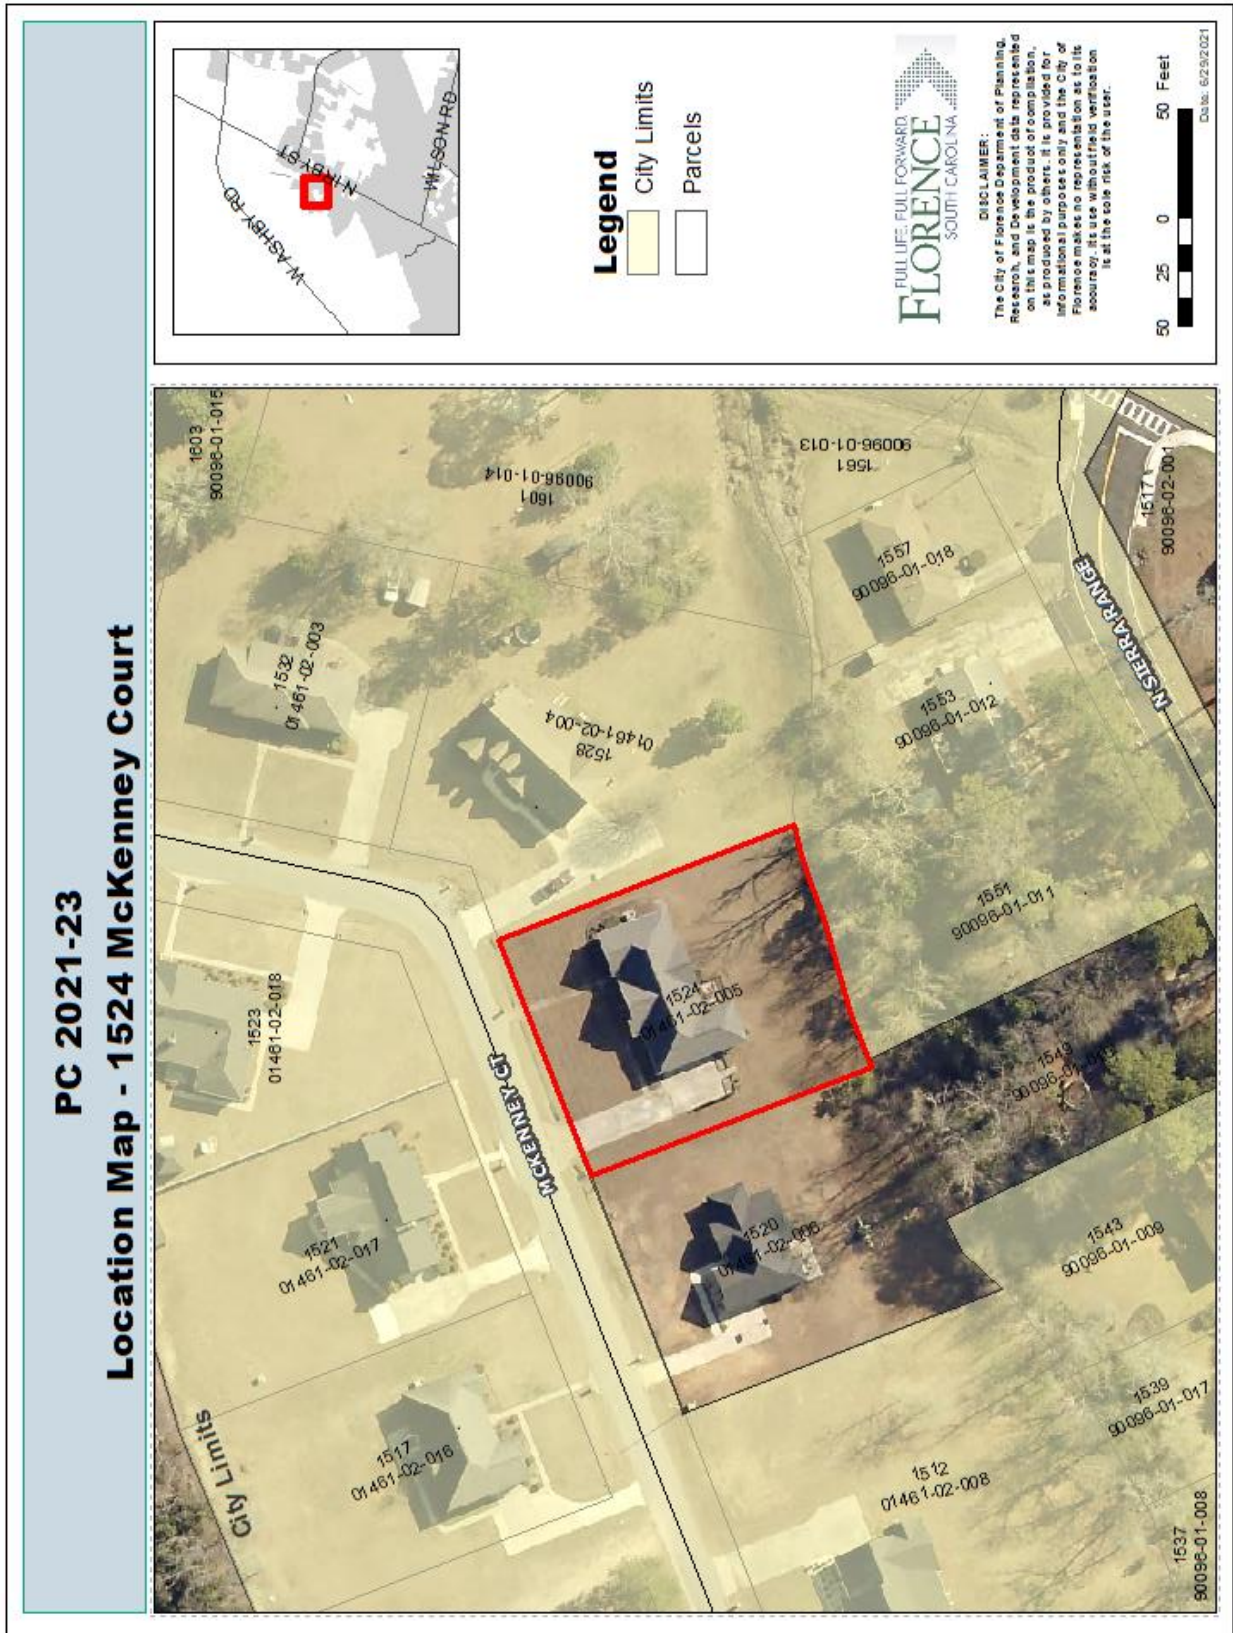 PC 2021-23
Location Map - 1524 McKenney Court
City Limits
1603
90096-01-015
1532
01461-02-003
1601
90096-01-014
1523
01461-02-018
1528
01461-02-004
1561
90096-01-013
1521
01461-02-017
MCKENNEY CT
1524
01461-02-005
1557
90096-01-018
1553
90096-01-012
1517
01461-02-016
1520
01461-02-006
1551
90096-01-011
N SIERRA RANGE
1517
90096-02-001
1549
1512
01461-02-008
1543
90096-01-009
1539
90096-01-017
1537
90096-01-008
W ASHBY RD
N IRBY ST
WILSON RD
Legend
City Limits
Parcels
FULL LIFE. FULL FORWARD.
FLORENCE
SOUTH CAROLINA
DISCLAIMER:
The City of Florence Deparment of Planning,
Research, and Development data represented
on this map is the product of compilation,
as produced by others. It is provided for
informational purposes only and the City of
Florence makes no representation as to its
accuracy. Its use without field verification
is at the sole risk of the user.
50 25 0 50 Feet
Date: 6/29/2021